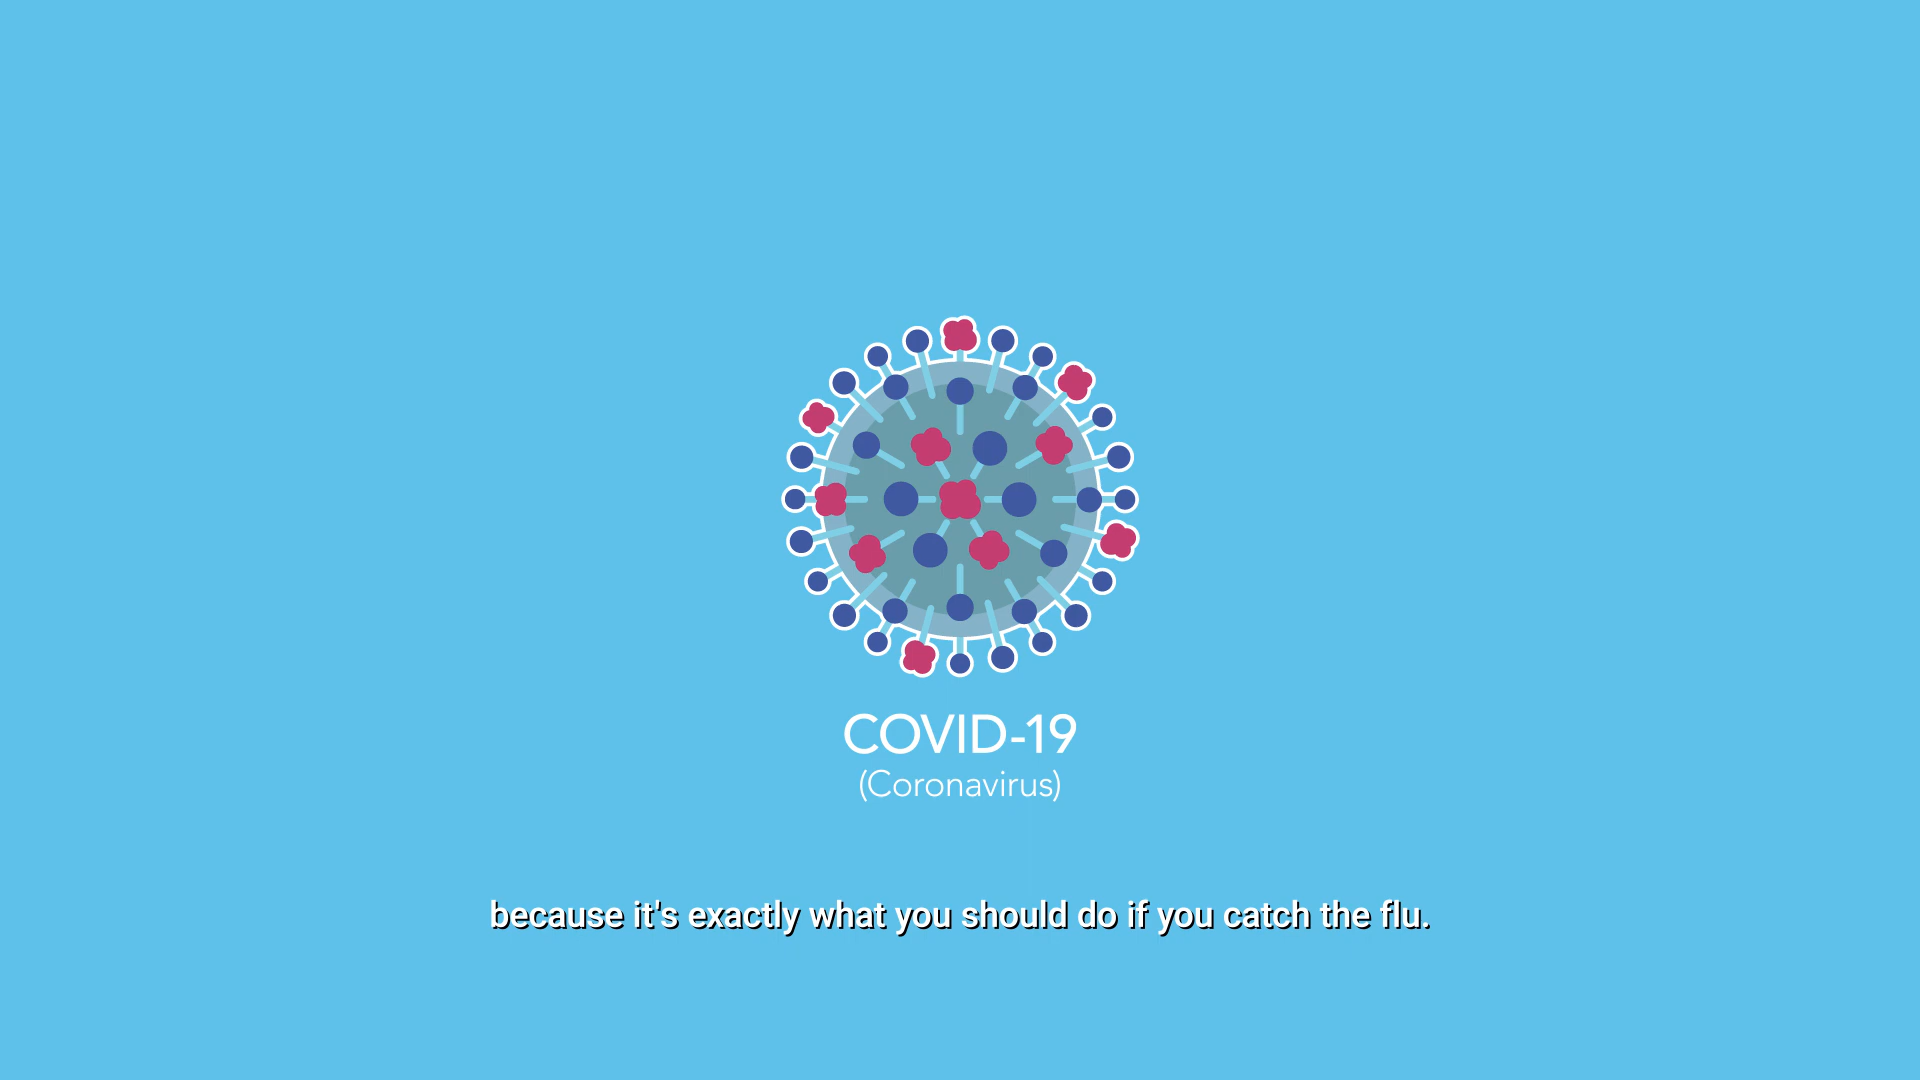 COVID-19
(Coronavirus)
because it's exactly what you should do if you catch the flu.